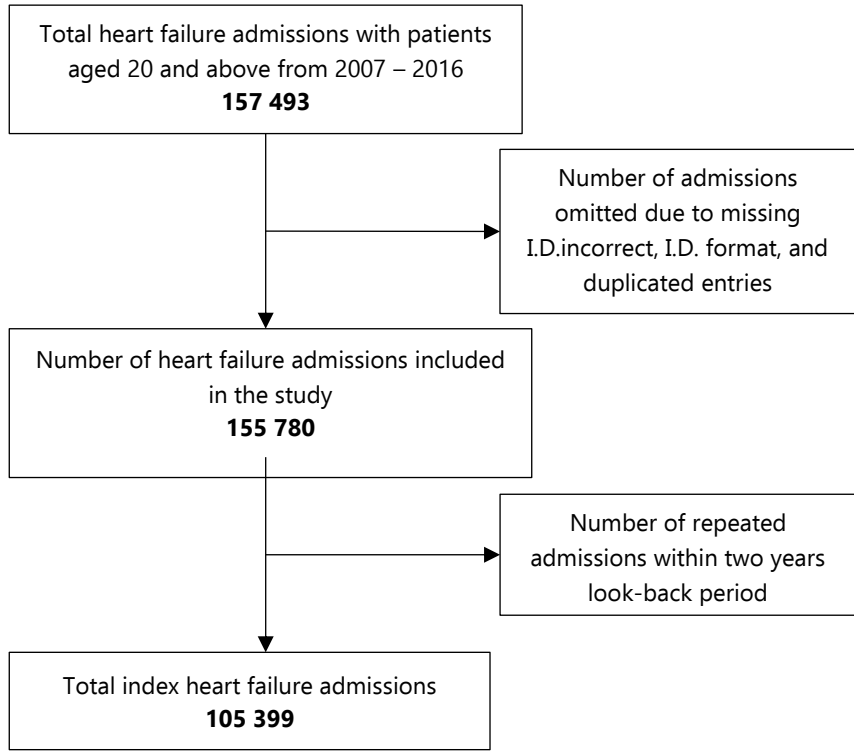 Total heart failure admissions with patients
aged 20 and above from 2007 – 2016
157 493
Number of admissions
omitted due to missing
I.D.incorrect, I.D. format, and
duplicated entries
Number of heart failure admissions included
in the study
155 780
Number of repeated
admissions within two years
look-back period
Total index heart failure admissions
105 399